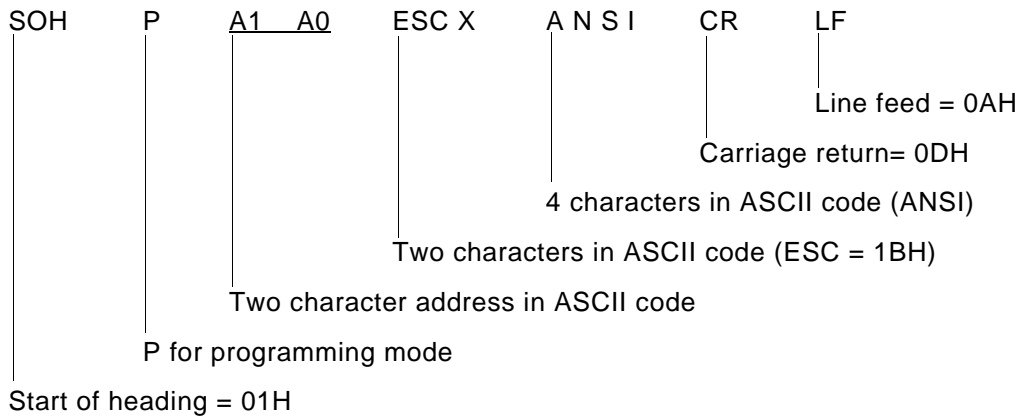 SOH P A1 A0 ESC X A N S I CR LF
Line feed = 0AH
Carriage return= 0DH
4 characters in ASCII code (ANSI)
Two characters in ASCII code (ESC = 1BH)
Two character address in ASCII code
P for programming mode
Start of heading = 01H